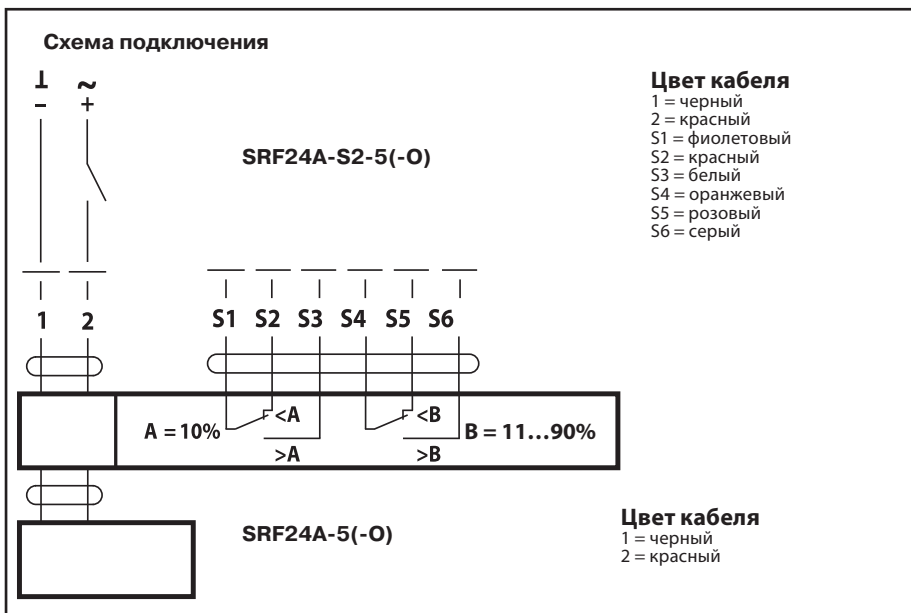 Схема подключения
⊥ ~
– +
SRF24A-S2-5(-O)
Цвет кабеля
1 = черный
2 = красный
S1 = фиолетовый
S2 = красный
S3 = белый
S4 = оранжевый
S5 = розовый
S6 = серый
1 2 S1 S2 S3 S4 S5 S6
A = 10% <A <B B = 11...90%
>A >B
SRF24A-5(-O)
Цвет кабеля
1 = черный
2 = красный